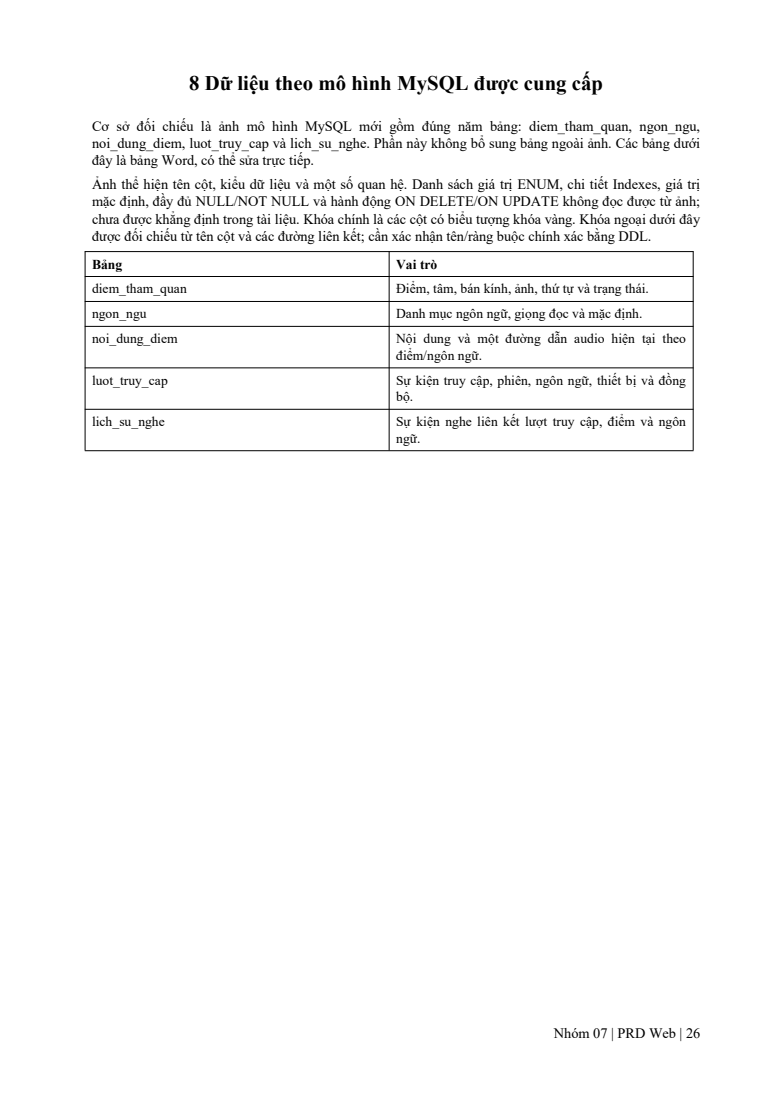 8 Dữ liệu theo mô hình MySQL được cung cấp
Cơ sở đối chiếu là ảnh mô hình MySQL mới gồm đúng năm bảng: diem_tham_quan, ngon_ngu,
noi_dung_diem, luot_truy_cap và lich_su_nghe. Phần này không bổ sung bảng ngoài ảnh. Các bảng dưới
đây là bảng Word, có thể sửa trực tiếp.
Ảnh thể hiện tên cột, kiểu dữ liệu và một số quan hệ. Danh sách giá trị ENUM, chi tiết Indexes, giá trị
mặc định, đầy đủ NULL/NOT NULL và hành động ON DELETE/ON UPDATE không đọc được từ ảnh;
chưa được khẳng định trong tài liệu. Khóa chính là các cột có biểu tượng khóa vàng. Khóa ngoại dưới đây
được đối chiếu từ tên cột và các đường liên kết; cần xác nhận tên/ràng buộc chính xác bằng DDL.
Bảng Vai trò
diem_tham_quan Điểm, tâm, bán kính, ảnh, thứ tự và trạng thái.
ngon_ngu Danh mục ngôn ngữ, giọng đọc và mặc định.
noi_dung_diem Nội dung và một đường dẫn audio hiện tại theo
điểm/ngôn ngữ.
luot_truy_cap Sự kiện truy cập, phiên, ngôn ngữ, thiết bị và đồng
bộ.
lich_su_nghe Sự kiện nghe liên kết lượt truy cập, điểm và ngôn
ngữ.
Nhóm 07 | PRD Web | 26